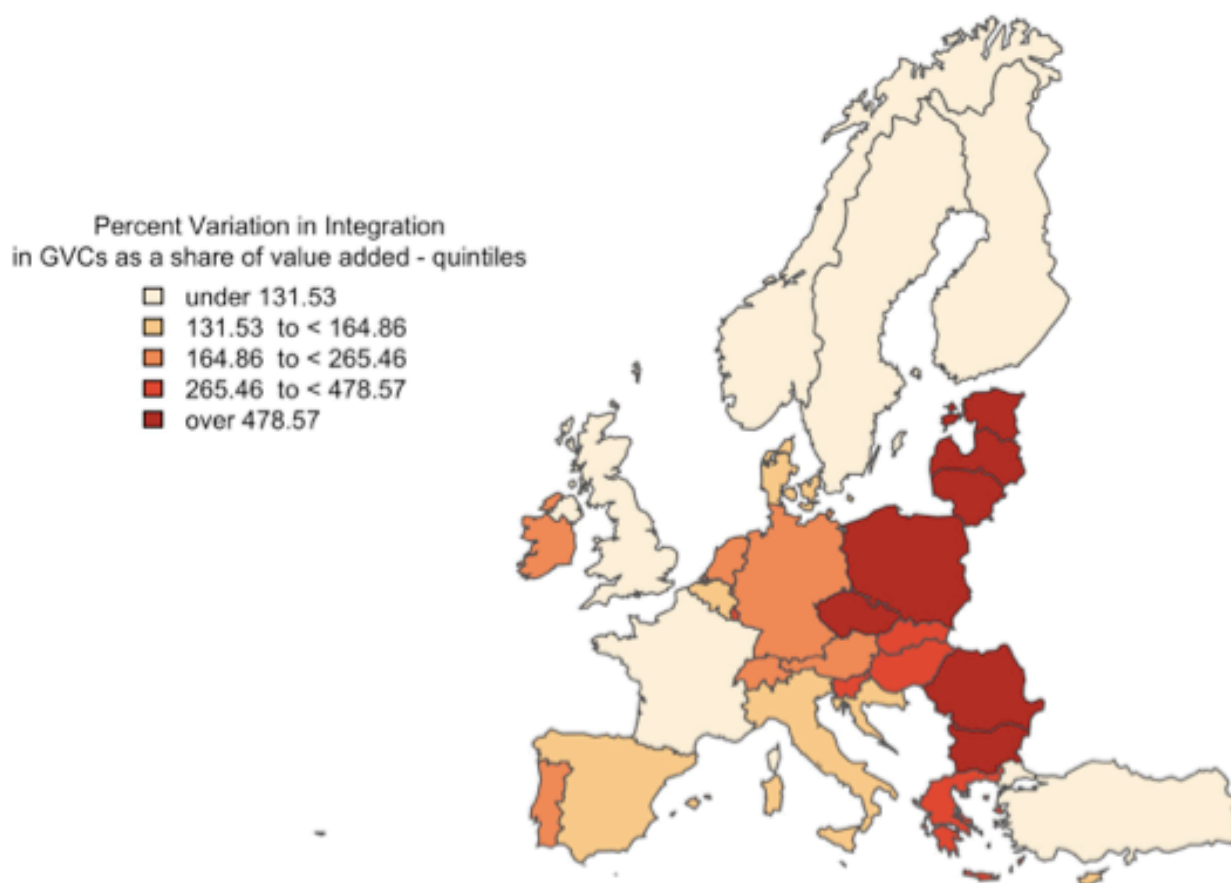 Percent Variation in Integration
in GVCs as a share of value added - quintiles
under 131.53
131.53 to < 164.86
164.86 to < 265.46
265.46 to < 478.57
over 478.57